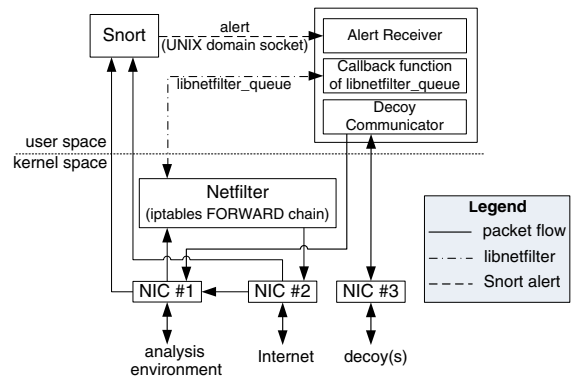 Snort
alert
(UNIX domain socket)
Alert Receiver
Callback function
of libnetfilter_queue
libnetfilter_queue
Decoy
Communicator
user space
kernel space
Netfilter
(iptables FORWARD chain)
Legend
packet flow
libnetfilter
Snort alert
NIC #1
NIC #2
NIC #3
analysis
environment
Internet
decoy(s)